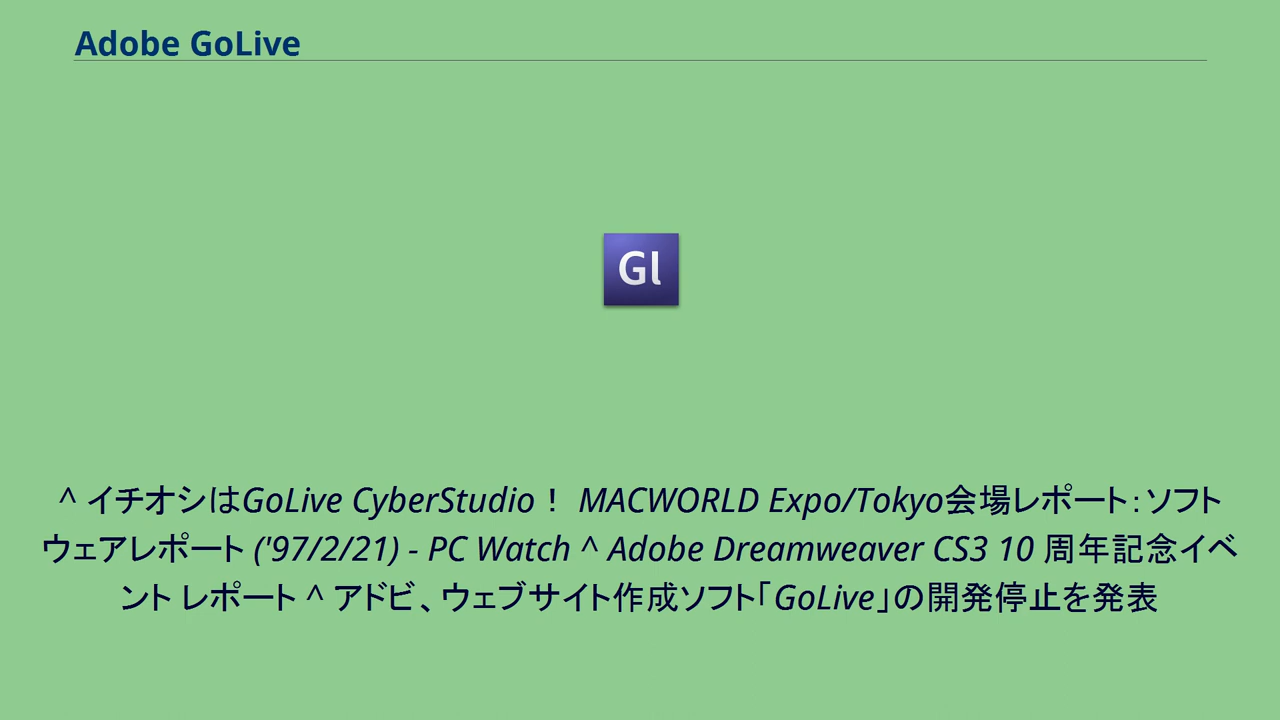 Adobe GoLive
Gl
^ イチオシはGoLive CyberStudio！ MACWORLD Expo/Tokyo会場レポート：ソフト
ウェアレポート ('97/2/21) - PC Watch ^ Adobe Dreamweaver CS3 10 周年記念イベ
ント レポート ^ アドビ、ウェブサイト作成ソフト「GoLive」の開発停止を発表